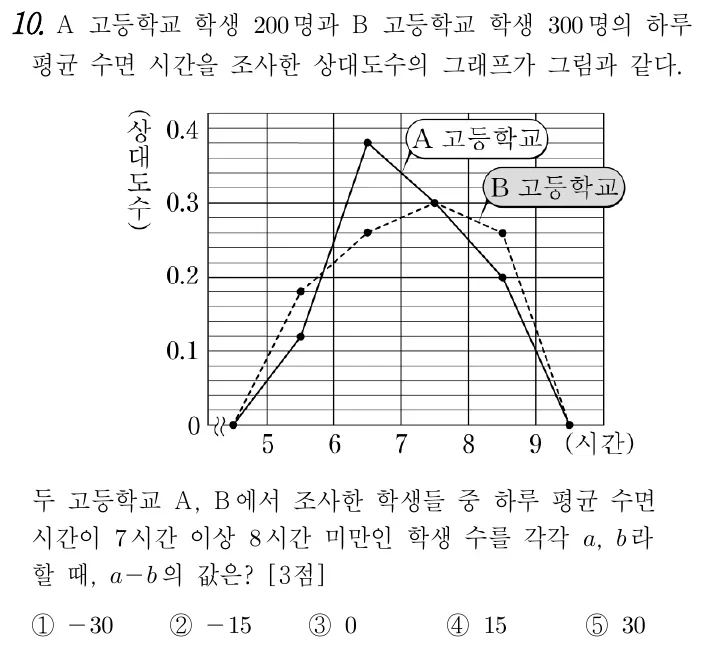 10. A 고등학교 학생 200명과 B 고등학교 학생 300명의 하루
평균 수면 시간을 조사한 상대도수의 그래프가 그림과 같다.
(상대도수)
0.4
A 고등학교
B 고등학교
0.3
0.2
0.1
0
5 6 7 8 9 (시간)
두 고등학교 A, B에서 조사한 학생들 중 하루 평균 수면
시간이 7시간 이상 8시간 미만인 학생 수를 각각 a, b라
할 때, a-b의 값은? [3점]
① -30 ② -15 ③ 0 ④ 15 ⑤ 30